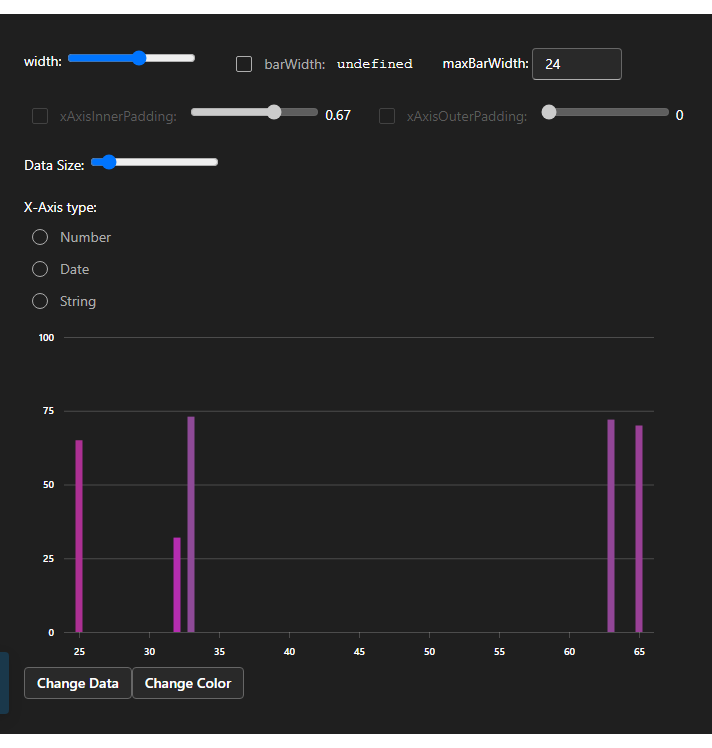 width: barWidth: undefined maxBarWidth: 24
xAxisInnerPadding: 0.67 xAxisOuterPadding: 0
Data Size:
X-Axis type:
Number
Date
String
100
75
50
25
0
25 30 35 40 45 50 55 60 65
Change Data Change Color